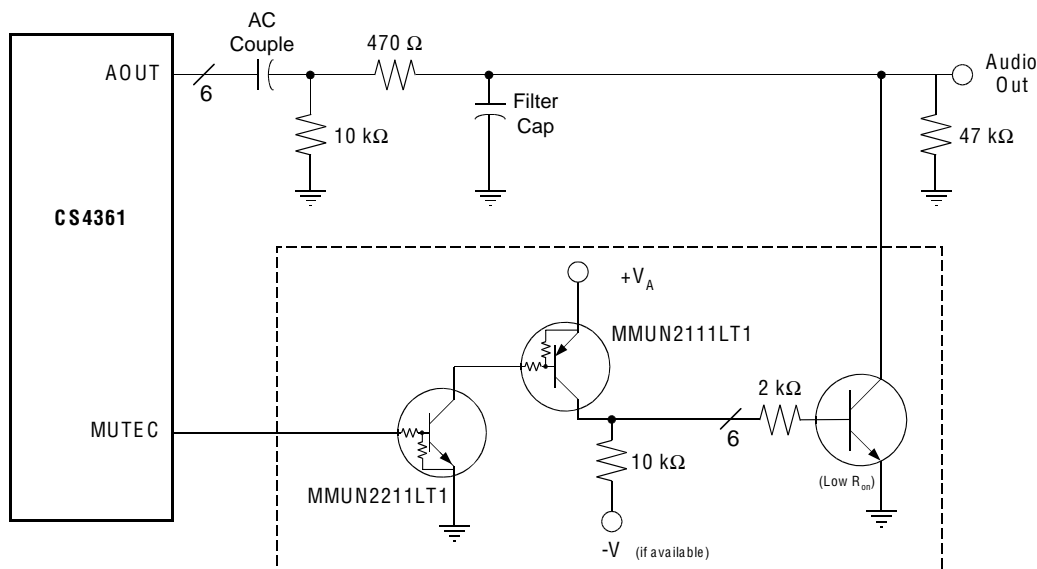 AC
Couple
470 Ω
AOUT
6
10 kΩ
Filter
Cap
Audio
Out
47 kΩ
CS4361
+VA
MMUN2111LT1
MUTEC
MMUN2211LT1
10 kΩ
6
2 kΩ
(Low Ron)
-V (if available)